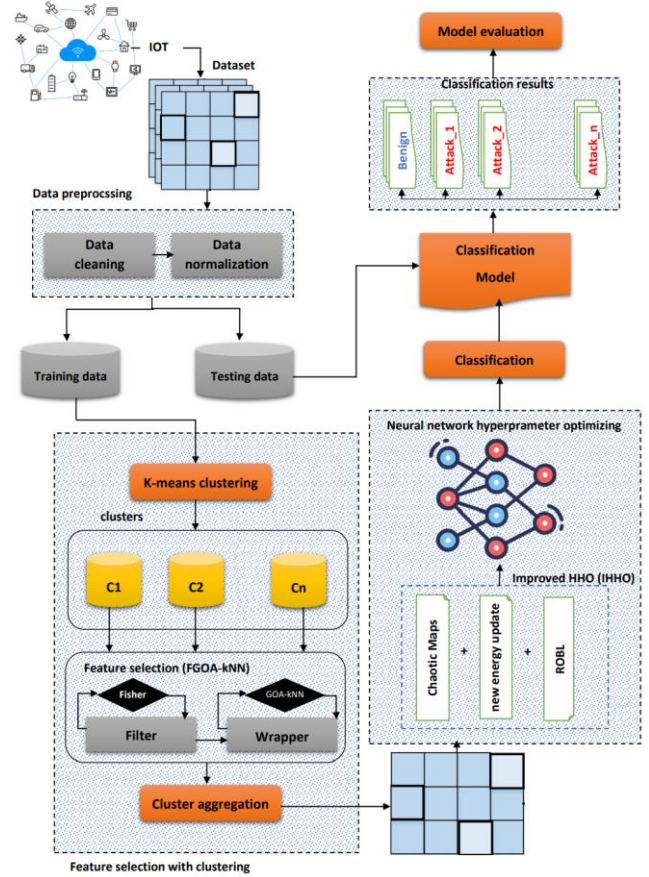 IOT
Dataset
Data preprocssing
Data
cleaning
Data
normalization
Training data
Testing data
K-means clustering
clusters
C1
C2
Cn
Feature selection (FGOA-kNN)
Fisher
GOA-kNN
Filter
Wrapper
Cluster aggregation
Feature selection with clustering
Model evaluation
Classification results
Benign
Attack_1
Attack_2
Attack_n
Classification
Model
Classification
Neural network hyperprameter optimizing
Improved HHO (IHHO)
Chaotic Maps
+
new energy update
+
ROBL